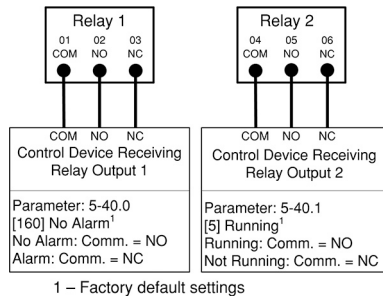 Relay 1
01 02 03
COM NO NC
COM NO NC
Control Device Receiving
Relay Output 1
Parameter: 5-40.0
[160] No Alarm¹
No Alarm: Comm. = NO
Alarm: Comm. = NC
Relay 2
04 05 06
COM NO NC
COM NO NC
Control Device Receiving
Relay Output 2
Parameter: 5-40.1
[5] Running¹
Running: Comm. = NO
Not Running: Comm. = NC
1 – Factory default settings